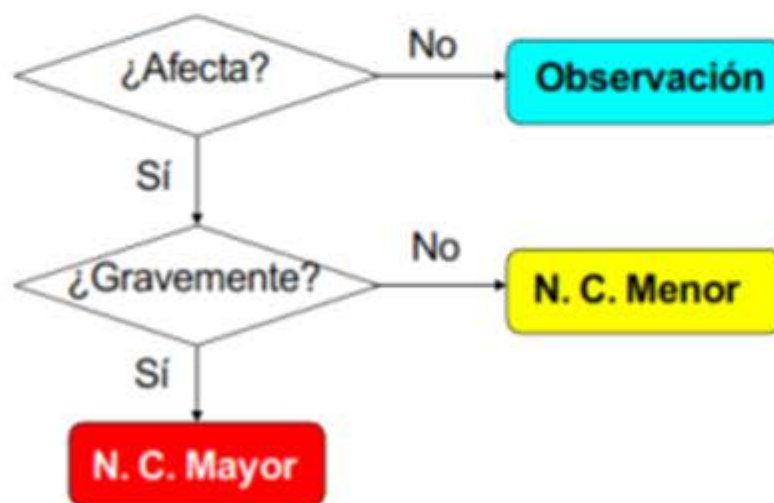 ¿Afecta?
No
Observación
Sí
¿Gravemente?
No
N. C. Menor
Sí
N. C. Mayor